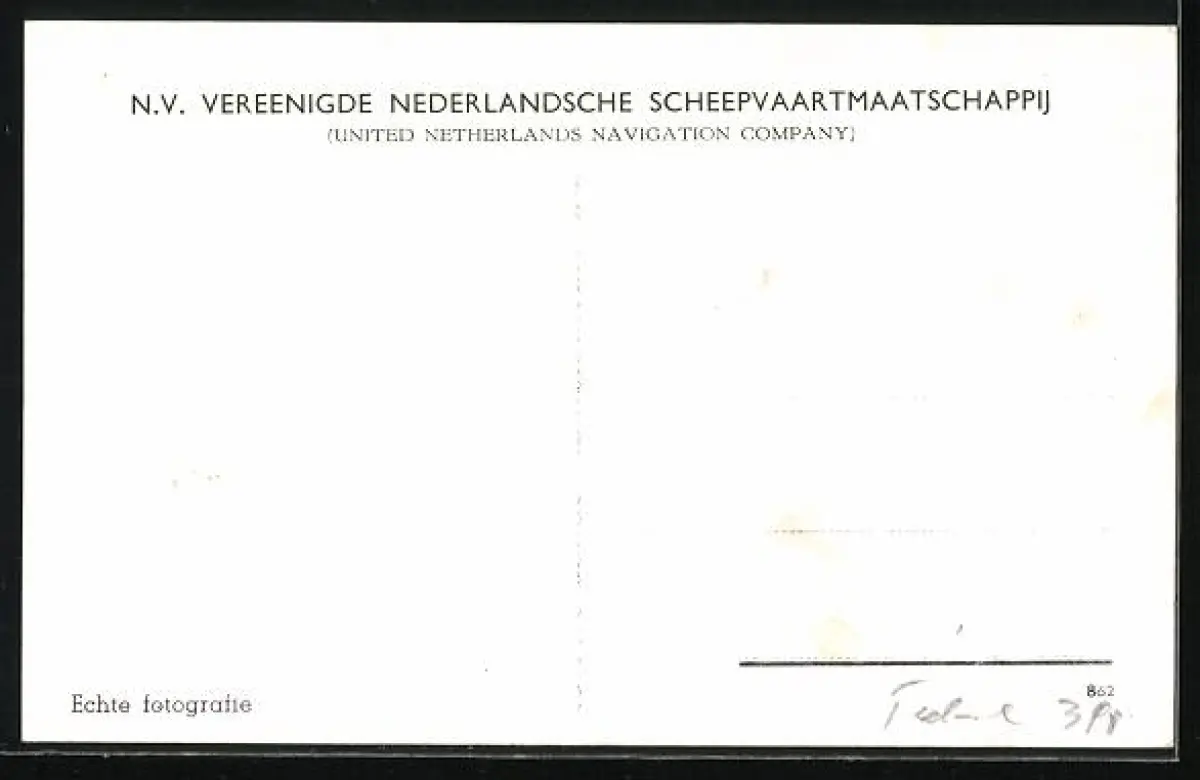 N.V. VEREENIGDE NEDERLANDSCHE SCHEEPVAARTMAATSCHAPPIJ
(UNITED NETHERLANDS NAVIGATION COMPANY)
Echte fotografie
862